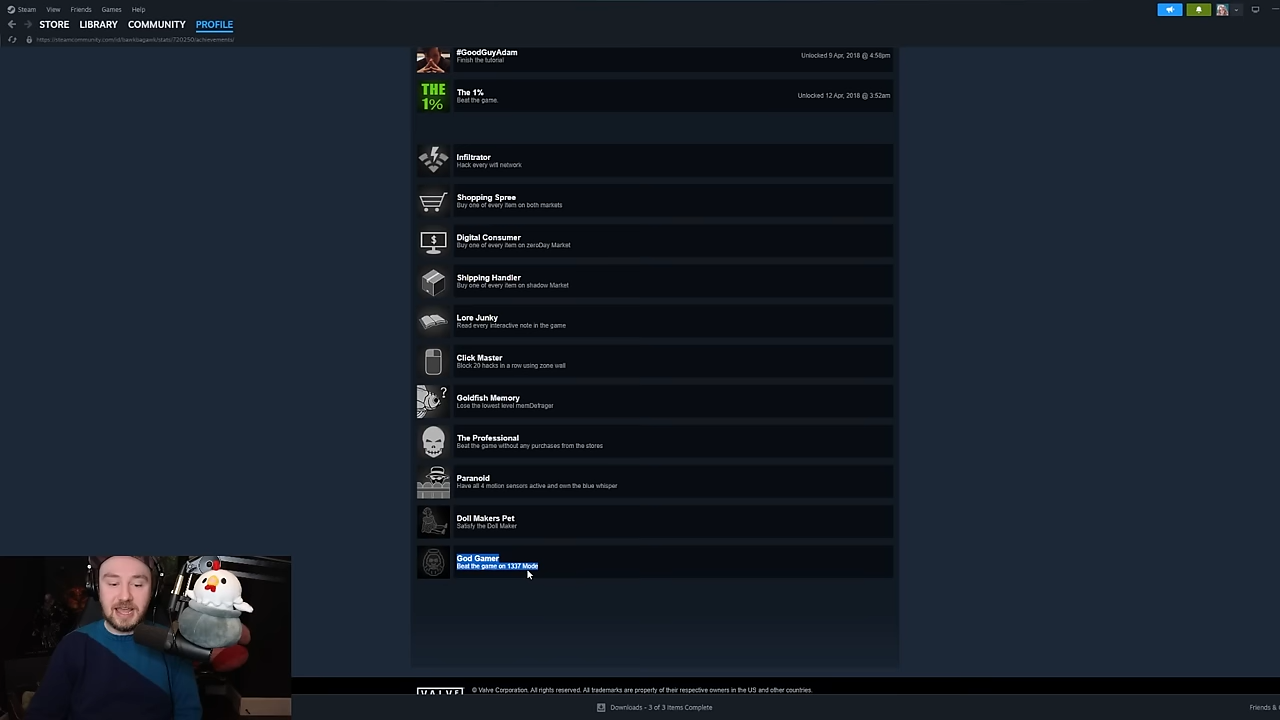 Steam View Friends Games Help
STORE LIBRARY COMMUNITY PROFILE
#GoodGuyAdam
Finish the tutorial
Unlocked 9 Apr, 2018 @ 4:58pm
THE 1%
The 1%
Beat the game.
Unlocked 12 Apr, 2018 @ 3:52am
Infiltrator
Hack every wifi network
Shopping Spree
Buy one of every item on both markets
$
Digital Consumer
Buy one of every item on zeroDay Market
Shipping Handler
Buy one of every item on shadow Market
Lore Junky
Read every interactive note in the game
Click Master
Block 20 hacks in a row using zone wall
?
Goldfish Memory
Lose the lowest level memDefrager
The Professional
Beat the game without any purchases from the stores
Paranoid
Have all 4 motion sensors active and own the blue whisper
Doll Makers Pet
Satisfy the Doll Maker
God Gamer
Beat the game on 1337 Mode
VALVE
© Valve Corporation. All rights reserved. All trademarks are property of their respective owners in the US and other countries.
Downloads - 3 of 3 Items Complete
Friends &